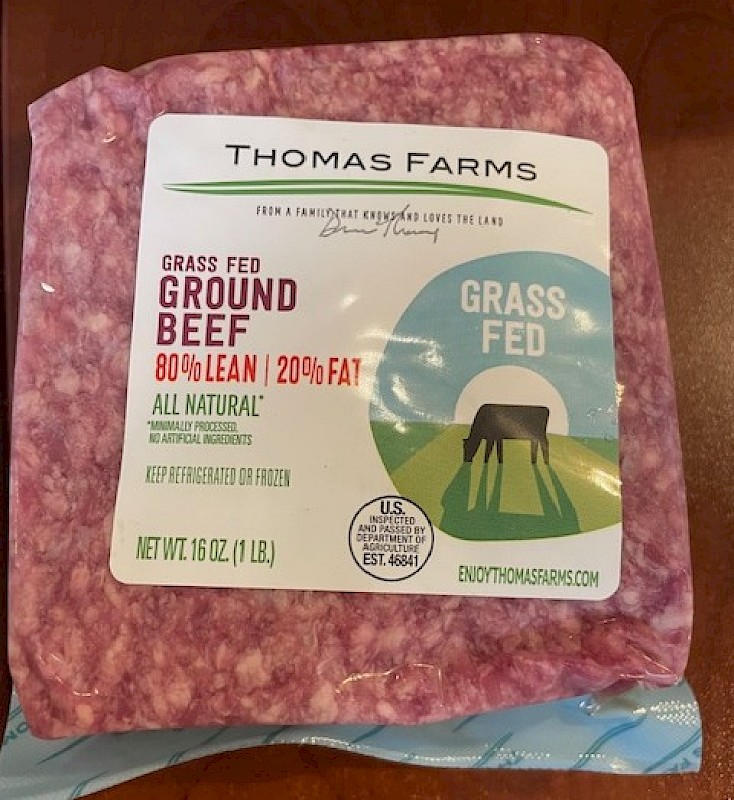 THOMAS FARMS
FROM A FAMILY THAT KNOWS AND LOVES THE LAND
GRASS FED
GROUND
BEEF
80% LEAN | 20% FAT
ALL NATURAL*
*MINIMALLY PROCESSED,
NO ARTIFICIAL INGREDIENTS
KEEP REFRIGERATED OR FROZEN
NET WT. 16 OZ. (1 LB.)
GRASS
FED
U.S.
INSPECTED
AND PASSED BY
DEPARTMENT OF
AGRICULTURE
EST. 46841
ENJOYTHOMASFARMS.COM